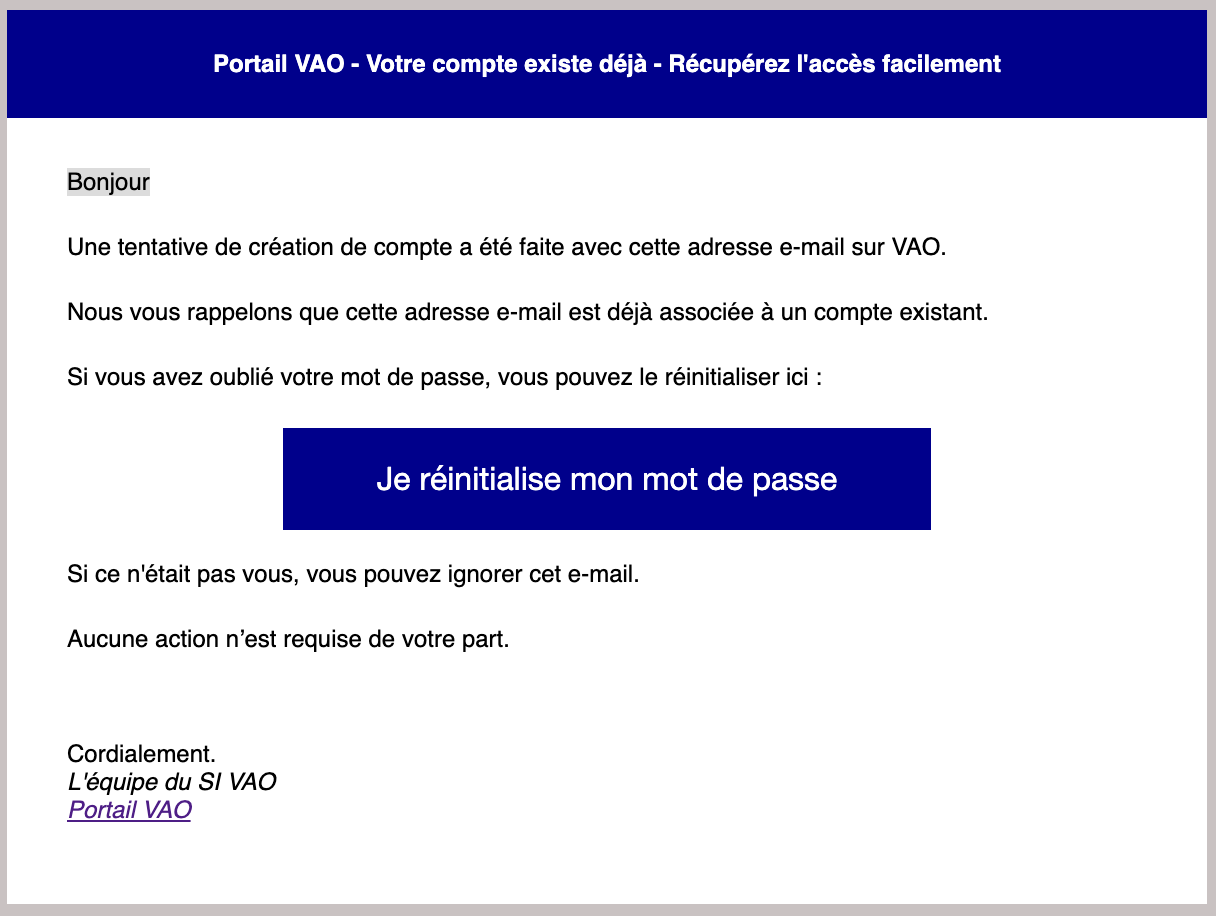 Portail VAO - Votre compte existe déjà - Récupérez l'accès facilement
Bonjour
Une tentative de création de compte a été faite avec cette adresse e-mail sur VAO.
Nous vous rappelons que cette adresse e-mail est déjà associée à un compte existant.
Si vous avez oublié votre mot de passe, vous pouvez le réinitialiser ici :
Je réinitialise mon mot de passe
Si ce n'était pas vous, vous pouvez ignorer cet e-mail.
Aucune action n’est requise de votre part.
Cordialement.
L'équipe du SI VAO
Portail VAO